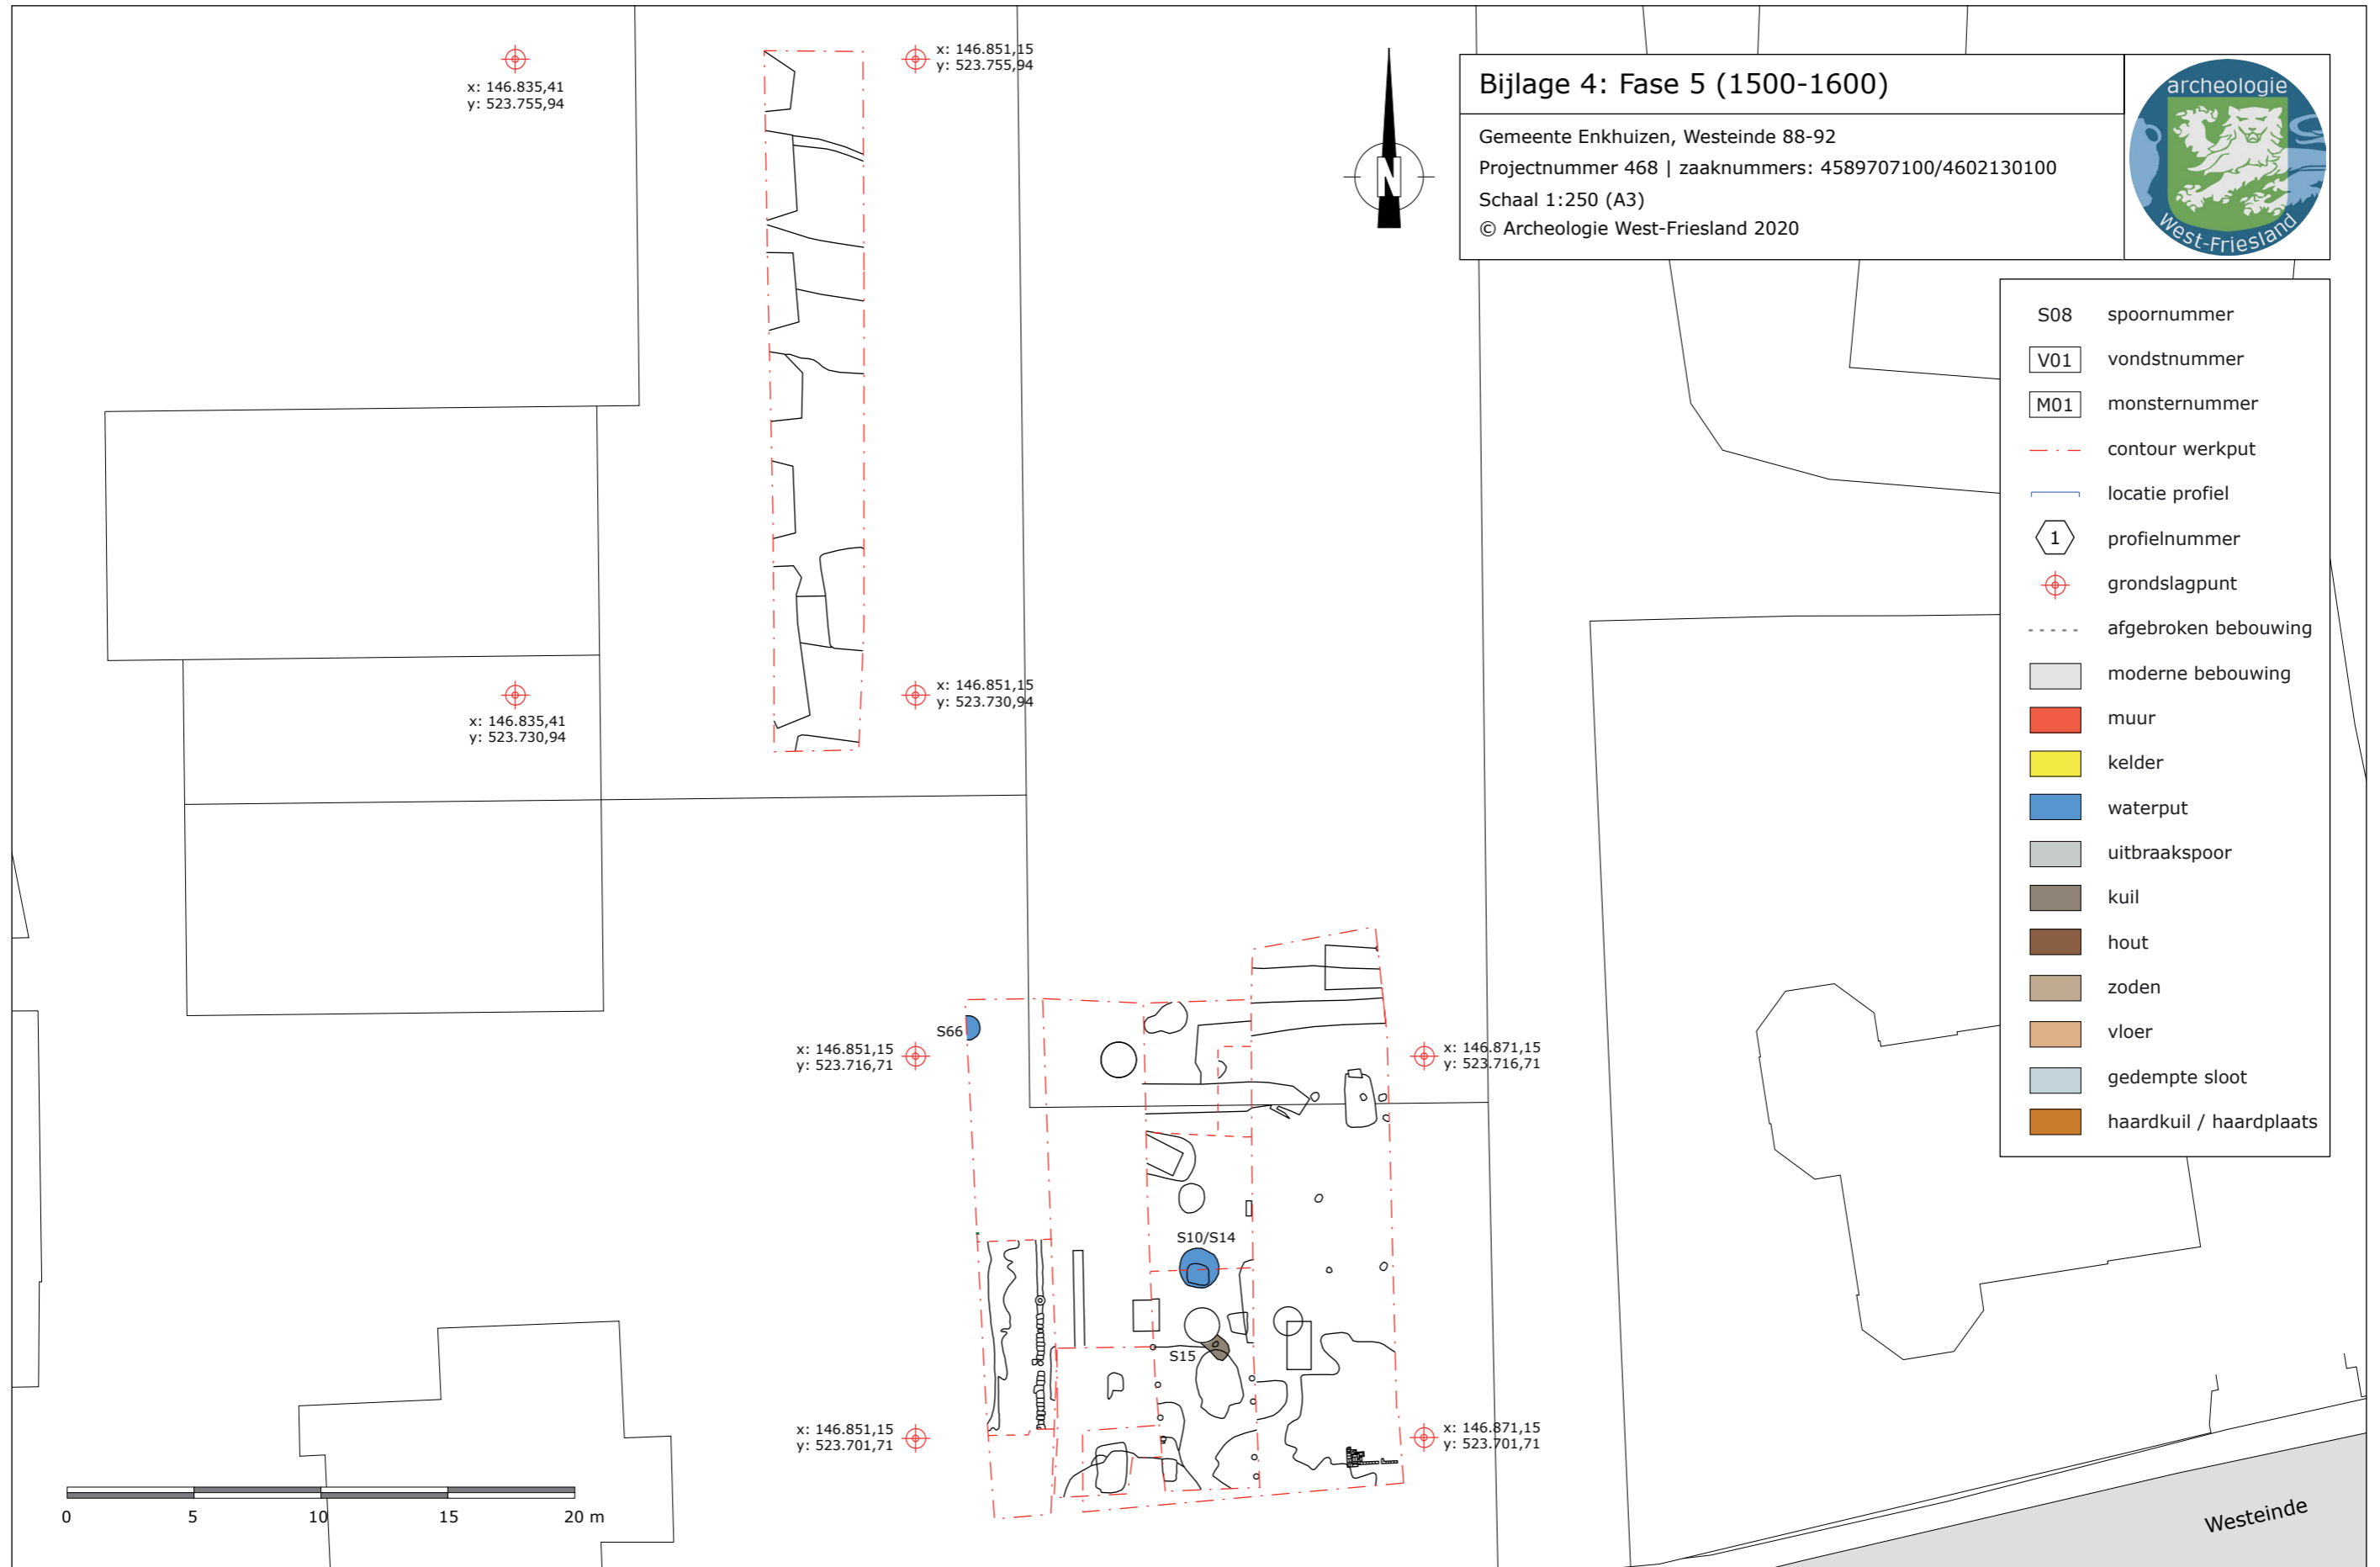 Bijlage 4: Fase 5 (1500-1600)
Gemeente Enkhuizen, Westeinde 88-92
Projectnummer 468 | zaaknummers: 4589707100/4602130100
Schaal 1:250 (A3)
© Archeologie West-Friesland 2020
archeologie
West-Friesland
N
x: 146.835,41
y: 523.755,94
x: 146.851,15
y: 523.755,94
x: 146.835,41
y: 523.730,94
x: 146.851,15
y: 523.730,94
S08 spoornummer
V01 vondstnummer
M01 monsternummer
contour werkput
locatie profiel
1 profielnummer
grondslagpunt
afgebroken bebouwing
moderne bebouwing
muur
kelder
waterput
uitbraakspoor
kuil
hout
zoden
vloer
gedempte sloot
haardkuil / haardplaats
S66
x: 146.851,15
y: 523.716,71
x: 146.871,15
y: 523.716,71
S10/S14
S15
x: 146.851,15
y: 523.701,71
x: 146.871,15
y: 523.701,71
0 5 10 15 20 m
Westeinde